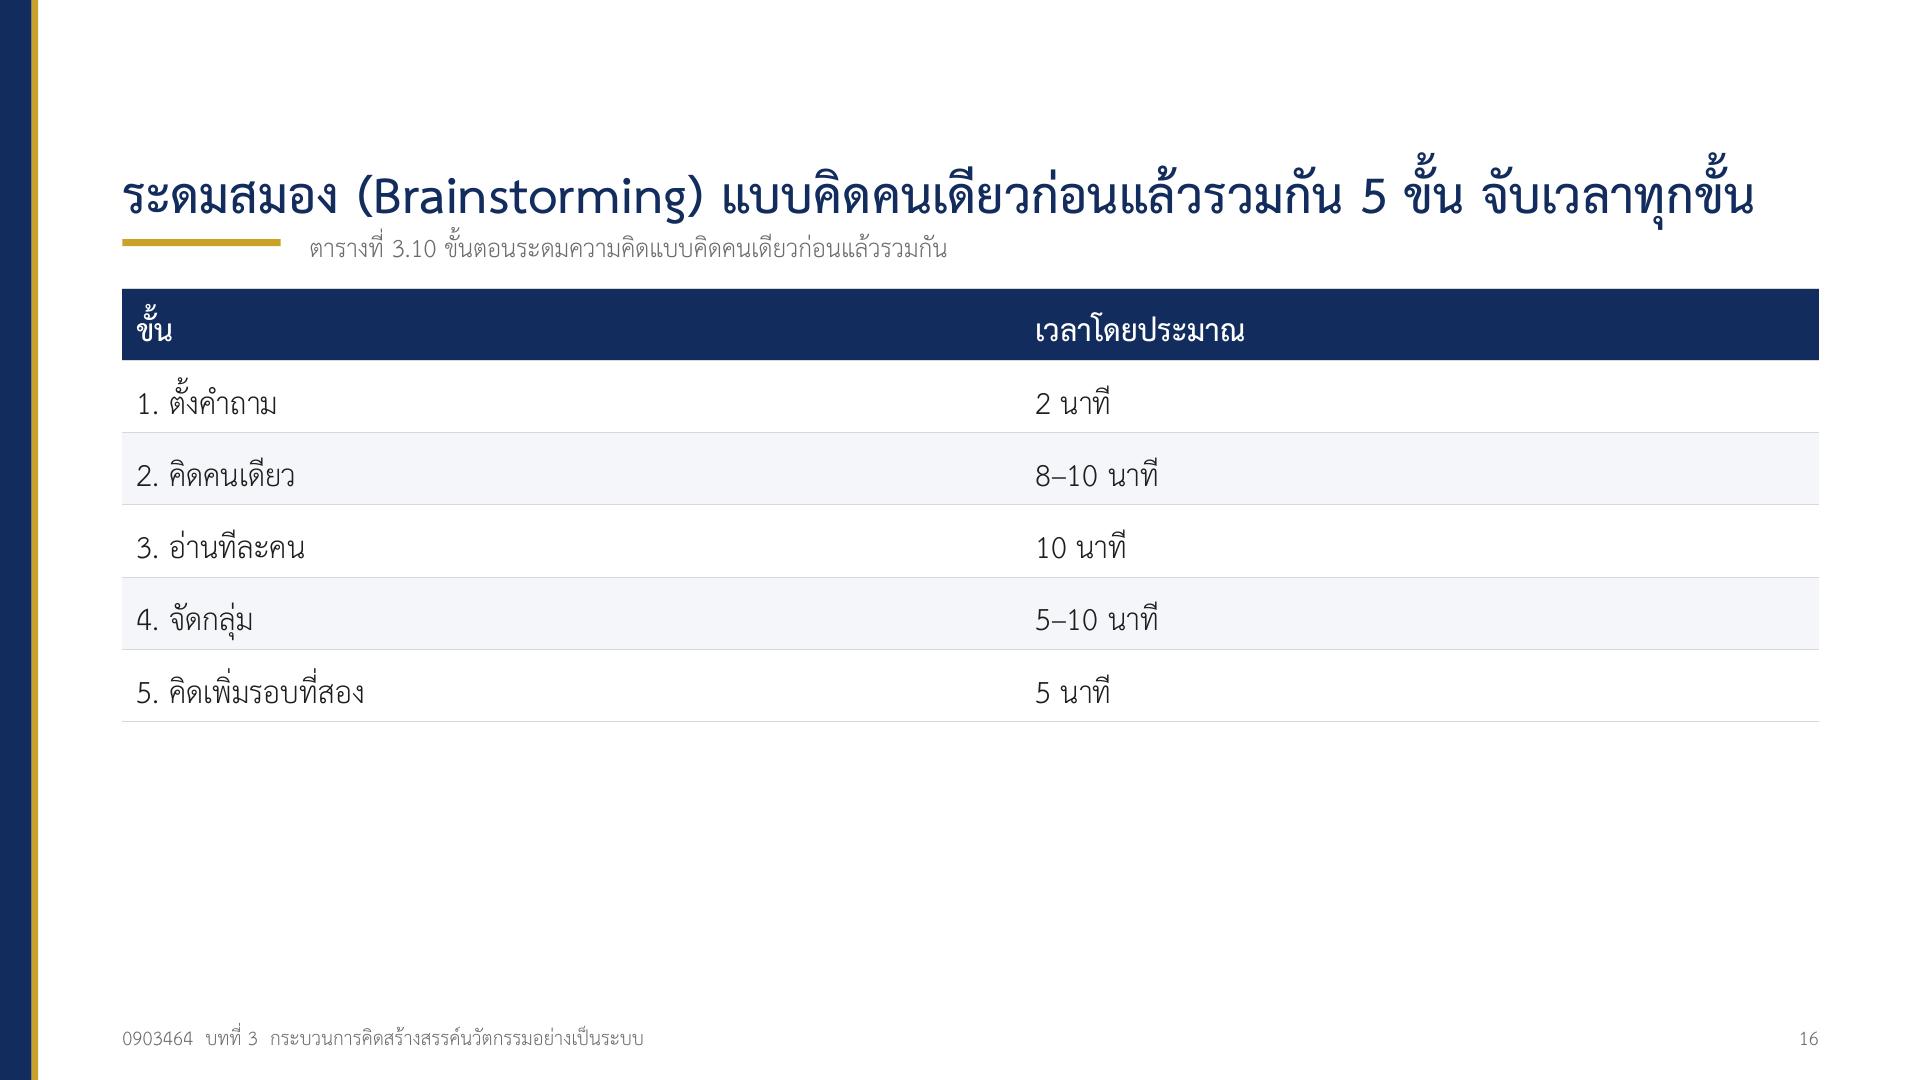 ระดมสมอง (Brainstorming) แบบคิดคนเดียวก่อนแล้วรวมกัน 5 ขั้น จับเวลาทุกขั้น
ตารางที่ 3.10 ขั้นตอนระดมความคิดแบบคิดคนเดียวก่อนแล้วรวมกัน
ขั้น เวลาโดยประมาณ
1. ตั้งคำถาม 2 นาที
2. คิดคนเดียว 8–10 นาที
3. อ่านทีละคน 10 นาที
4. จัดกลุ่ม 5–10 นาที
5. คิดเพิ่มรอบที่สอง 5 นาที
0903464 บทที่ 3 กระบวนการคิดสร้างสรรค์นวัตกรรมอย่างเป็นระบบ 16